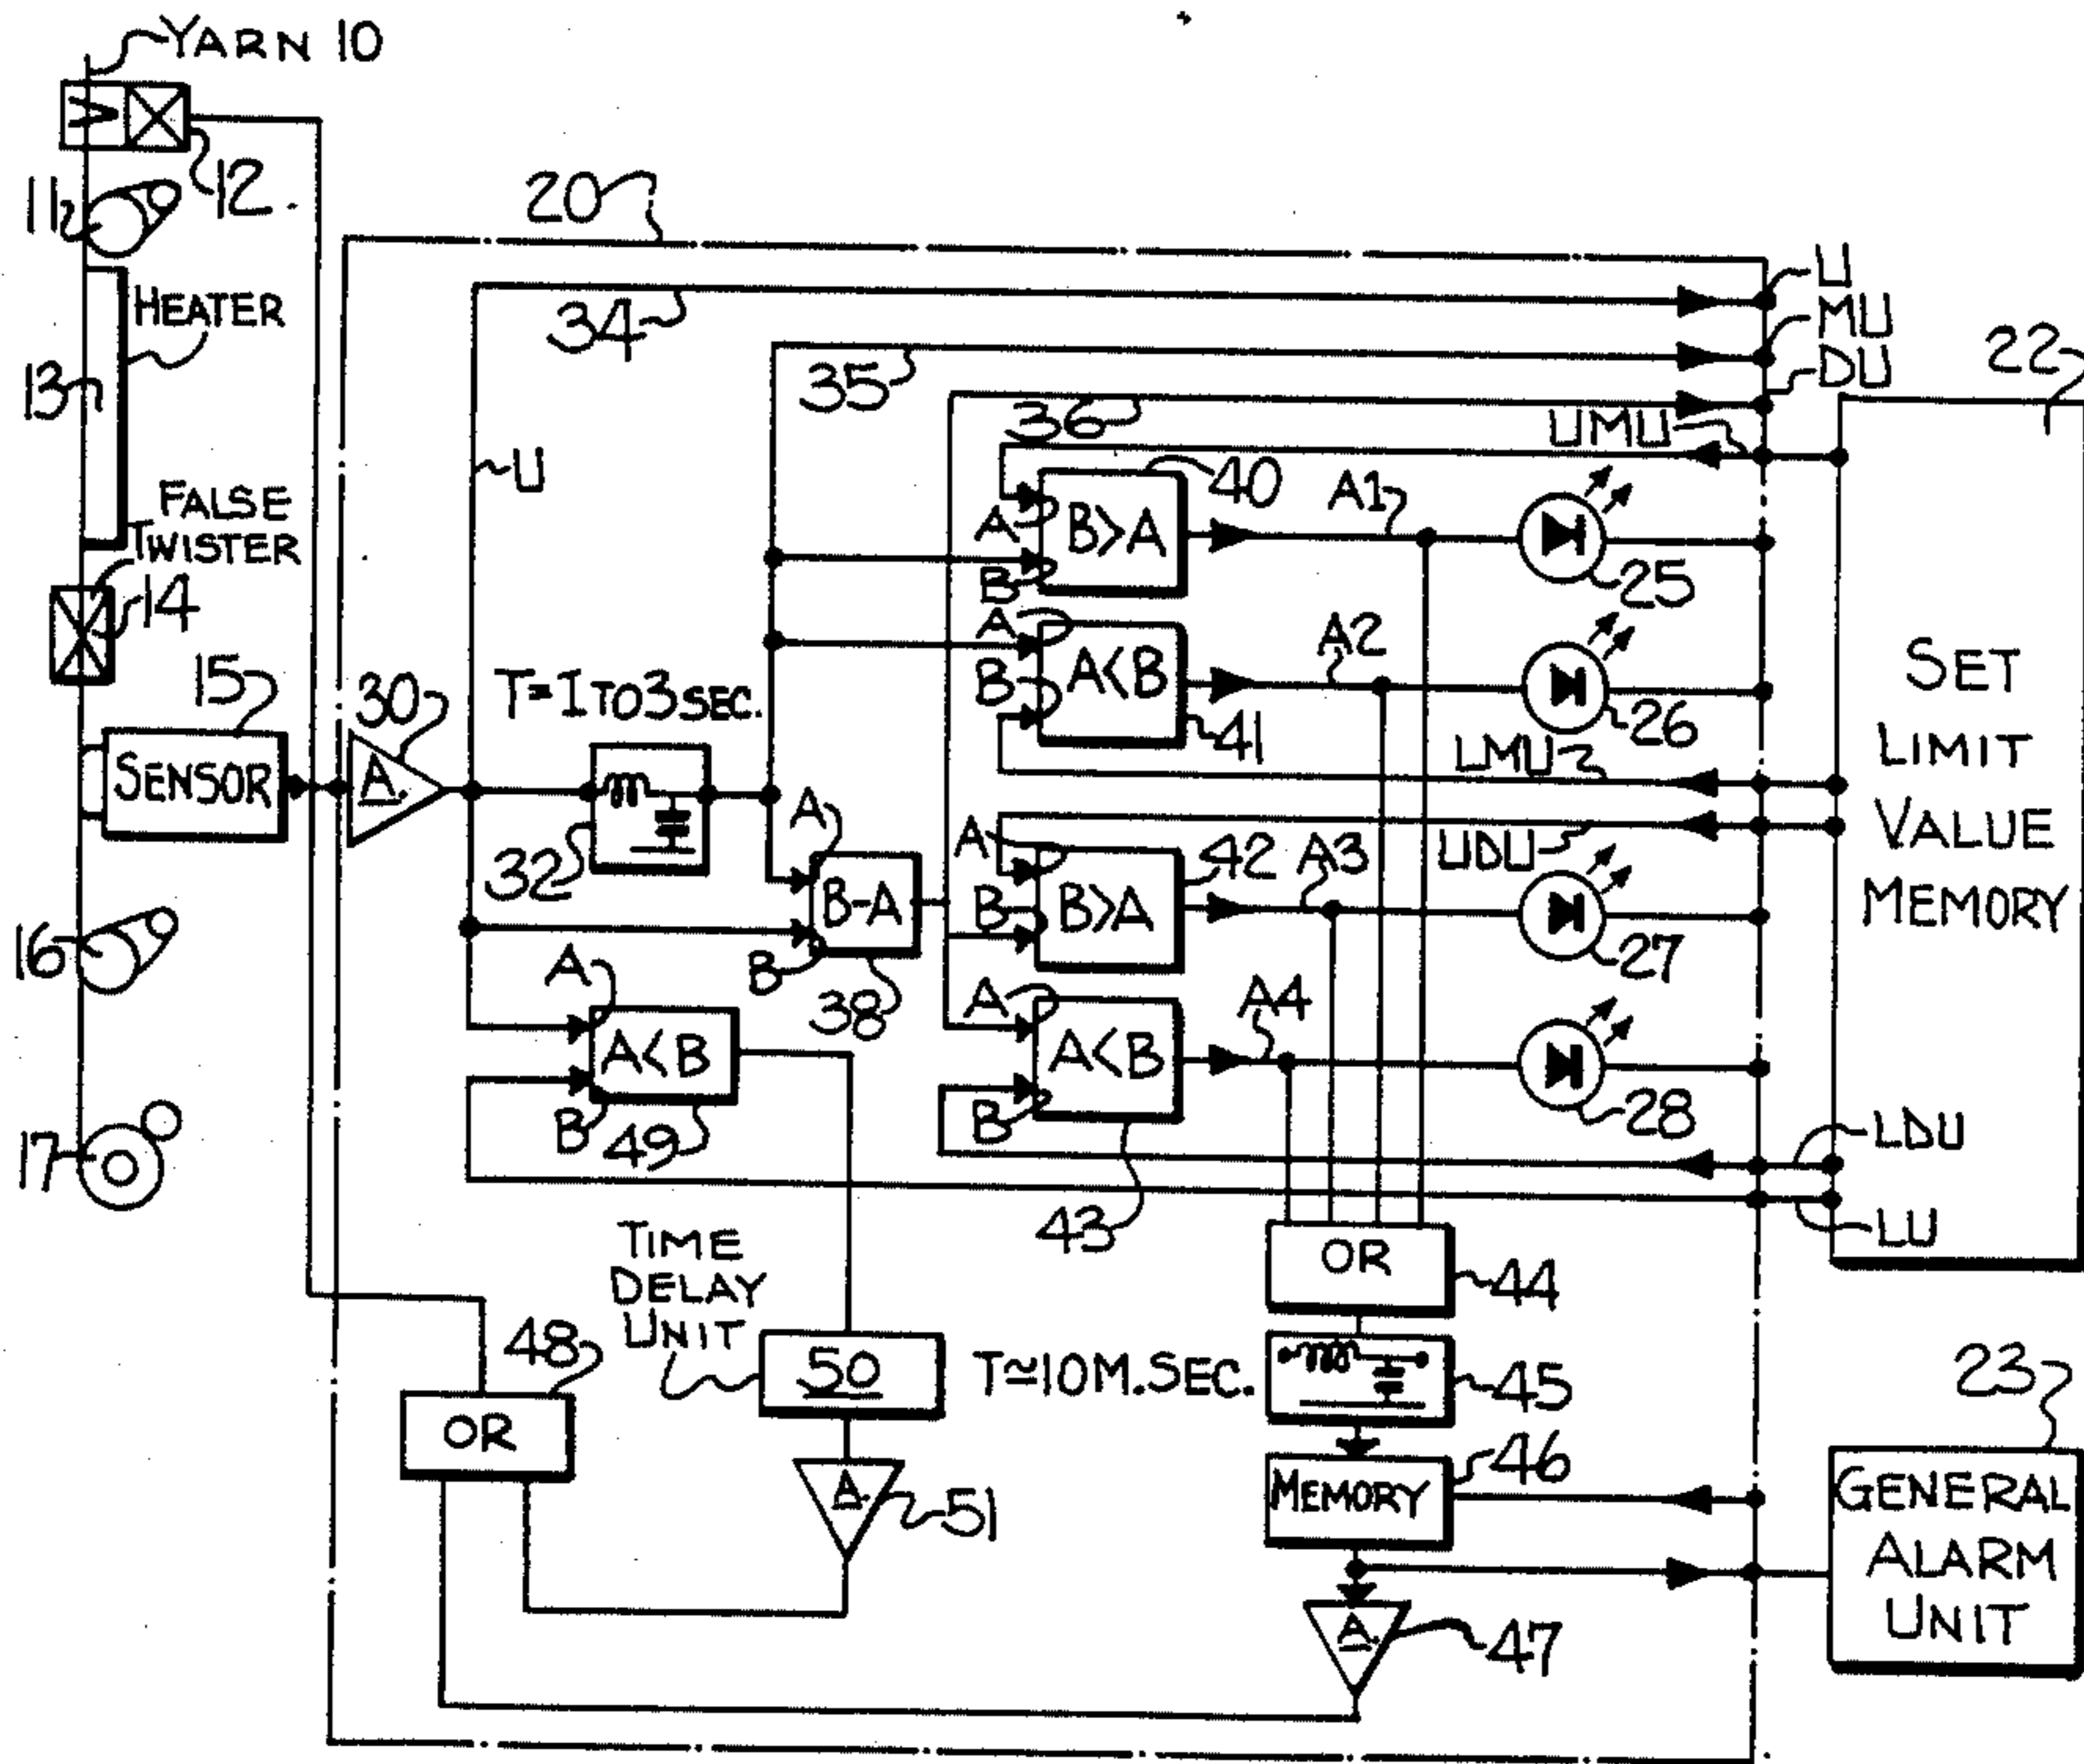 YARN 10
12
11
20
U
34
MU
HEATER
35
DU
22
13
36
UMU
U
40
A1
A
B>A
FALSE
TWISTER
B
25
14
A
A2
A<B
SET
B
15
30
T=1 TO 3 SEC.
41
26
LIMIT
LMU
SENSOR
A.
A
VALUE
32
A
42
A3
UDU
B-A
B
B>A
MEMORY
16
A
B
38
A
A4
27
A<B
A<B
B
49
B
28
LDU
17
43
LU
TIME
DELAY
UNIT
OR
44
48
50
T≃10 M.SEC.
45
23
OR
46
A.
51
MEMORY
GENERAL
ALARM
UNIT
A.
47